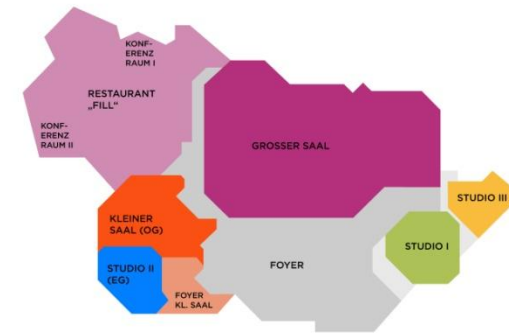 KONF-
ERENZ
RAUM I
RESTAURANT
„FILL“
KONF-
ERENZ
RAUM II
GROSSER SAAL
STUDIO III
KLEINER
SAAL (OG)
STUDIO I
STUDIO II
(EG)
FOYER
FOYER
KL. SAAL